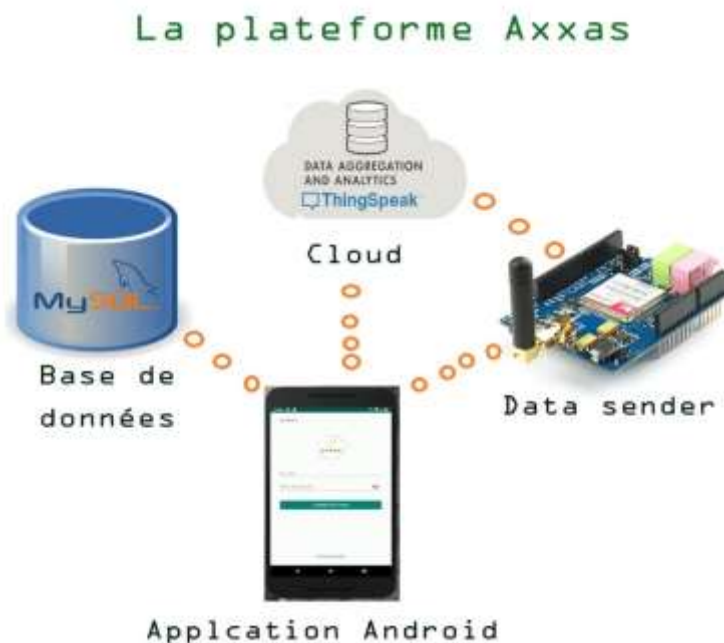 La plateforme Axxas
DATA AGGREGATION
AND ANALYTICS
ThingSpeak
Cloud
MySQL
Base de
données
Data sender
Applcation Android